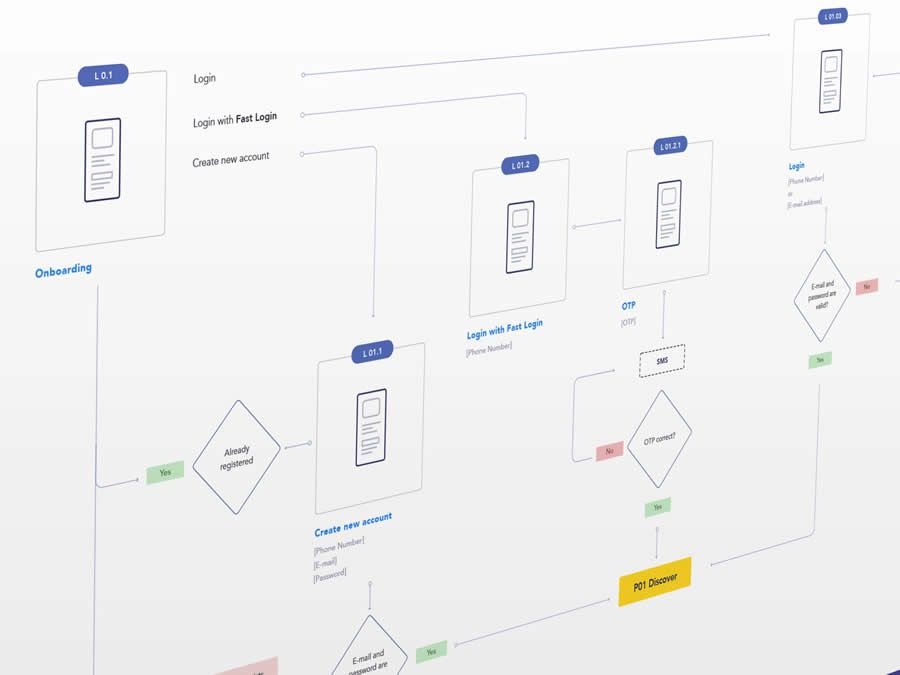 L 0.1
Login
Login with Fast Login
Create new account
Onboarding
L 01.03
Login
[Phone Number]
or
[E-mail address]
E-mail and
password are
valid?
No
Yes
L 01.2
Login with Fast Login
[Phone Number]
L 01.2.1
OTP
[OTP]
SMS
OTP correct?
No
Yes
P01 Discover
L 01.1
Create new account
[Phone Number]
[E-mail]
[Password]
Already
registered
Yes
E-mail and
password are
Yes